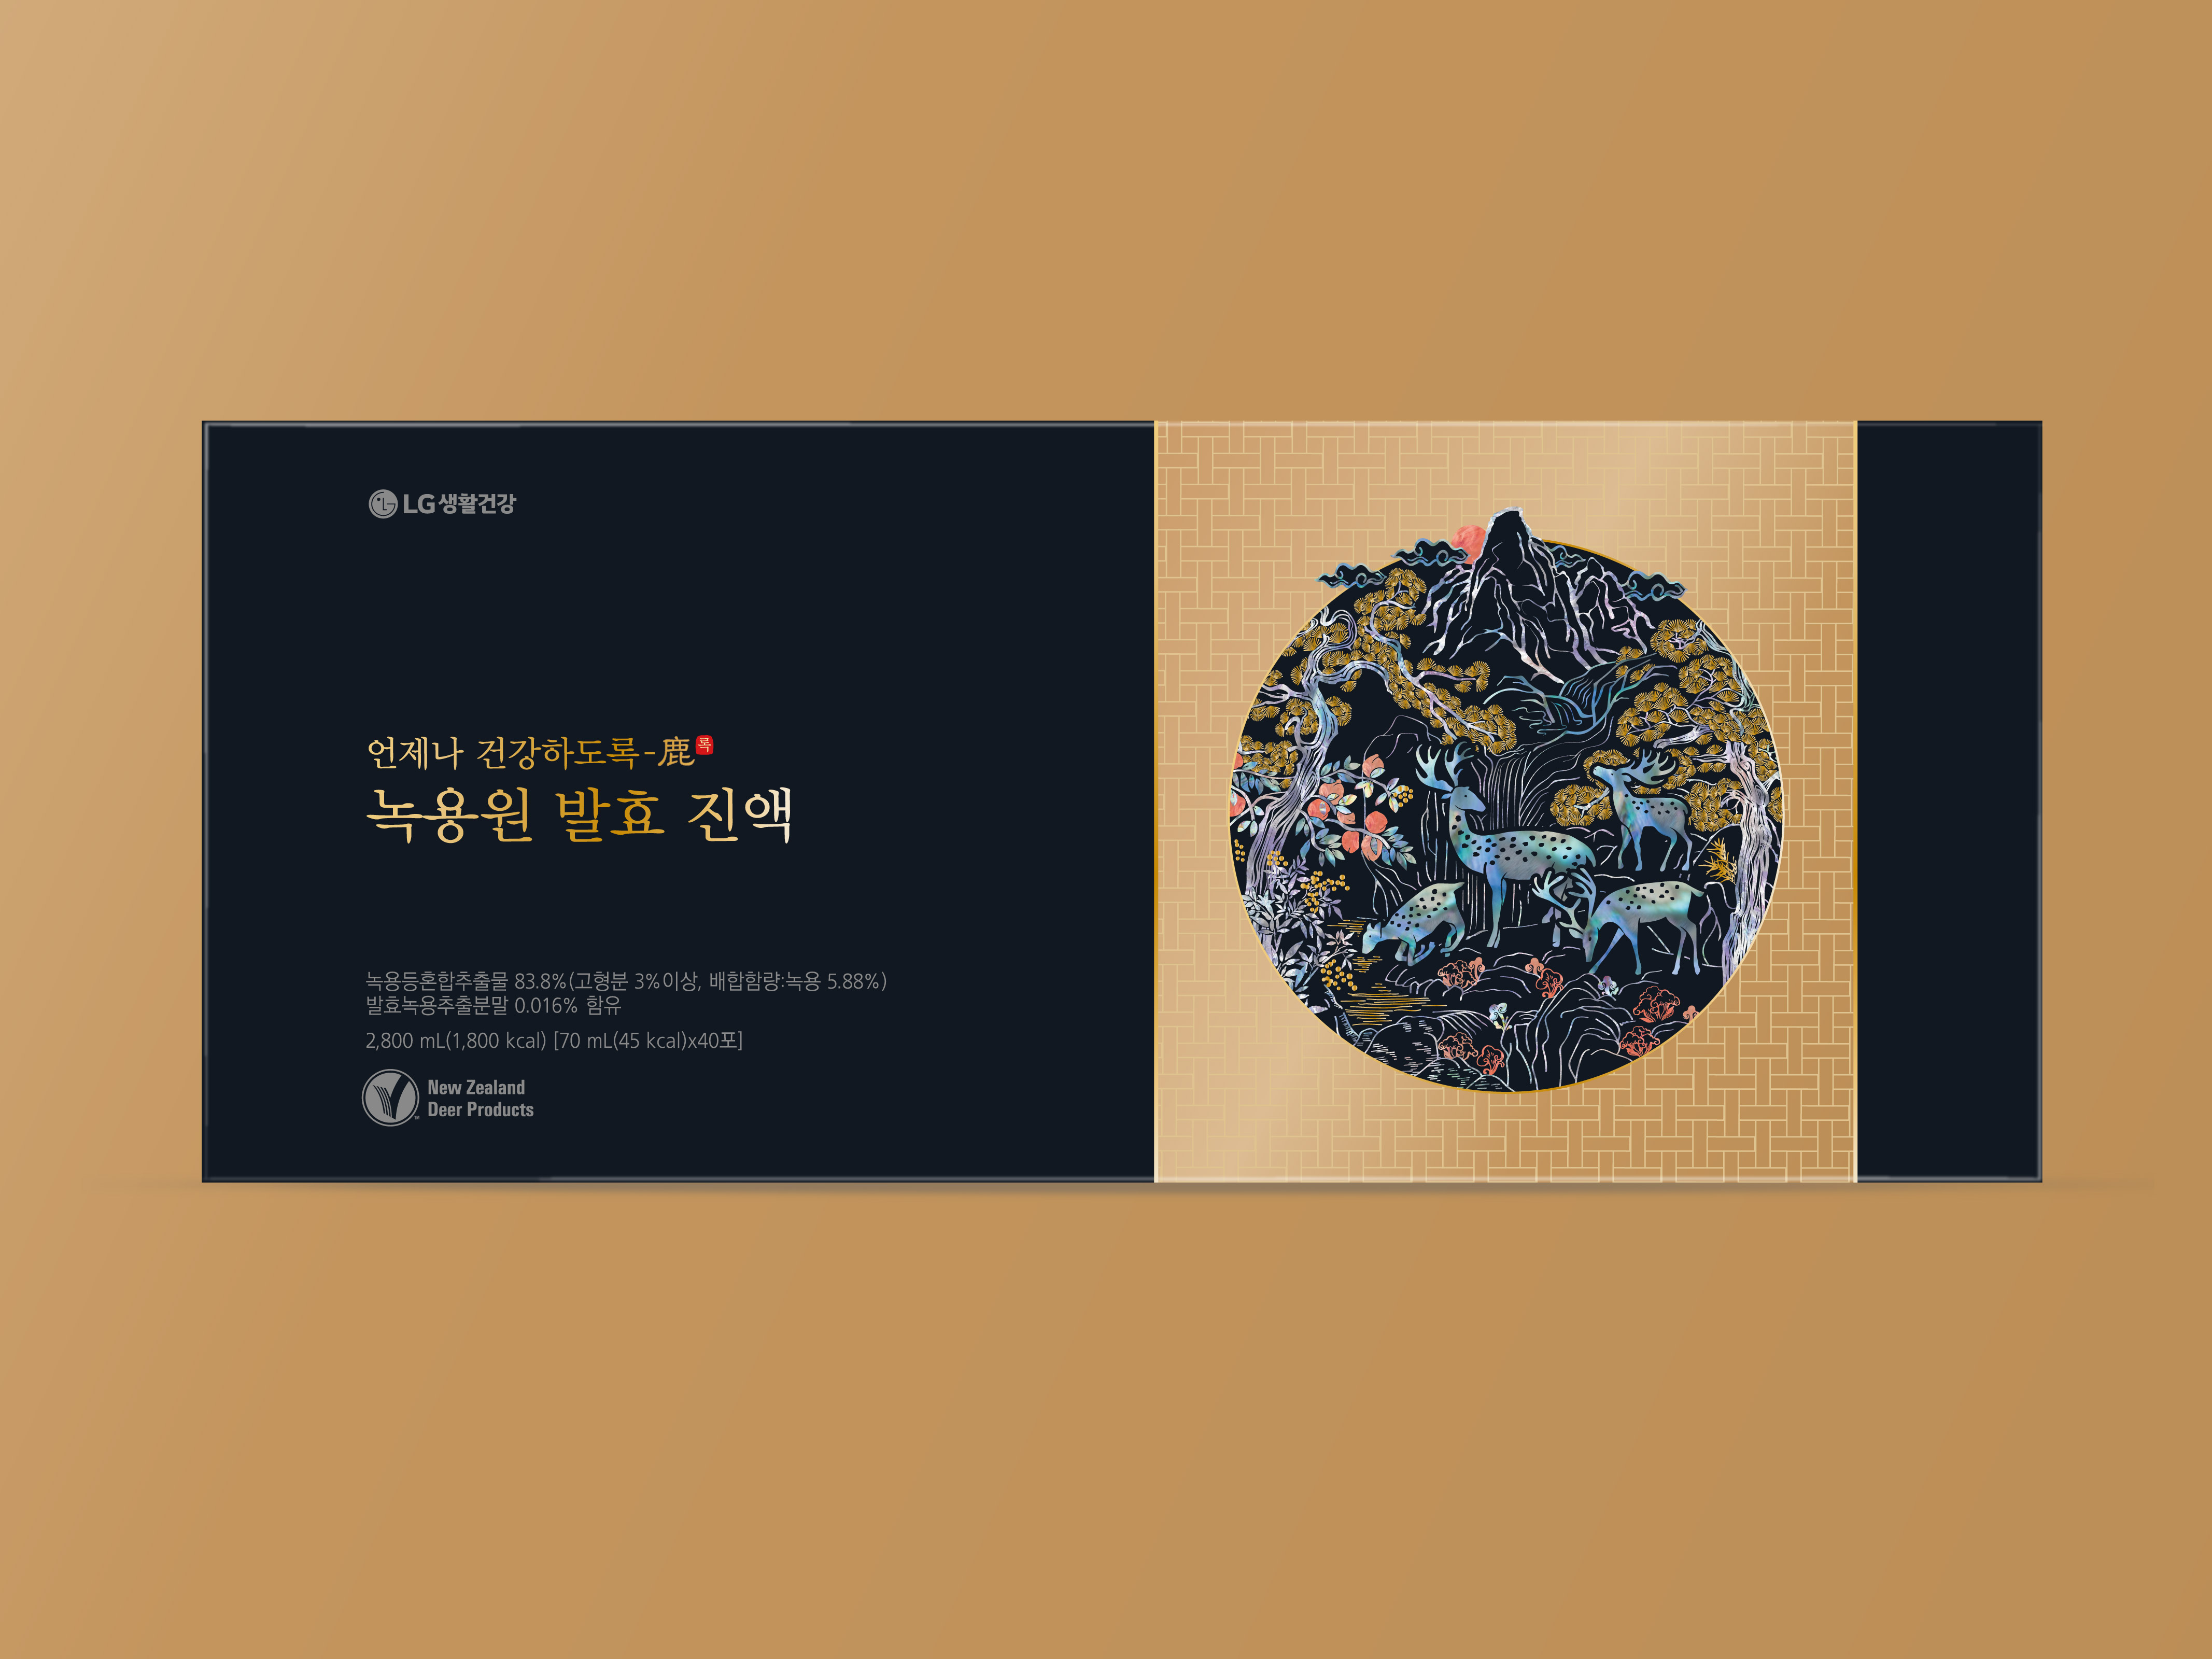 LG생활건강
언제나 건강하도록-鹿 록
녹용원 발효 진액
녹용등혼합추출물 83.8%(고형분 3%이상, 배합함량:녹용 5.88%)
발효녹용추출분말 0.016% 함유
2,800 mL(1,800 kcal) [70 mL(45 kcal)x40포]
New Zealand
Deer Products